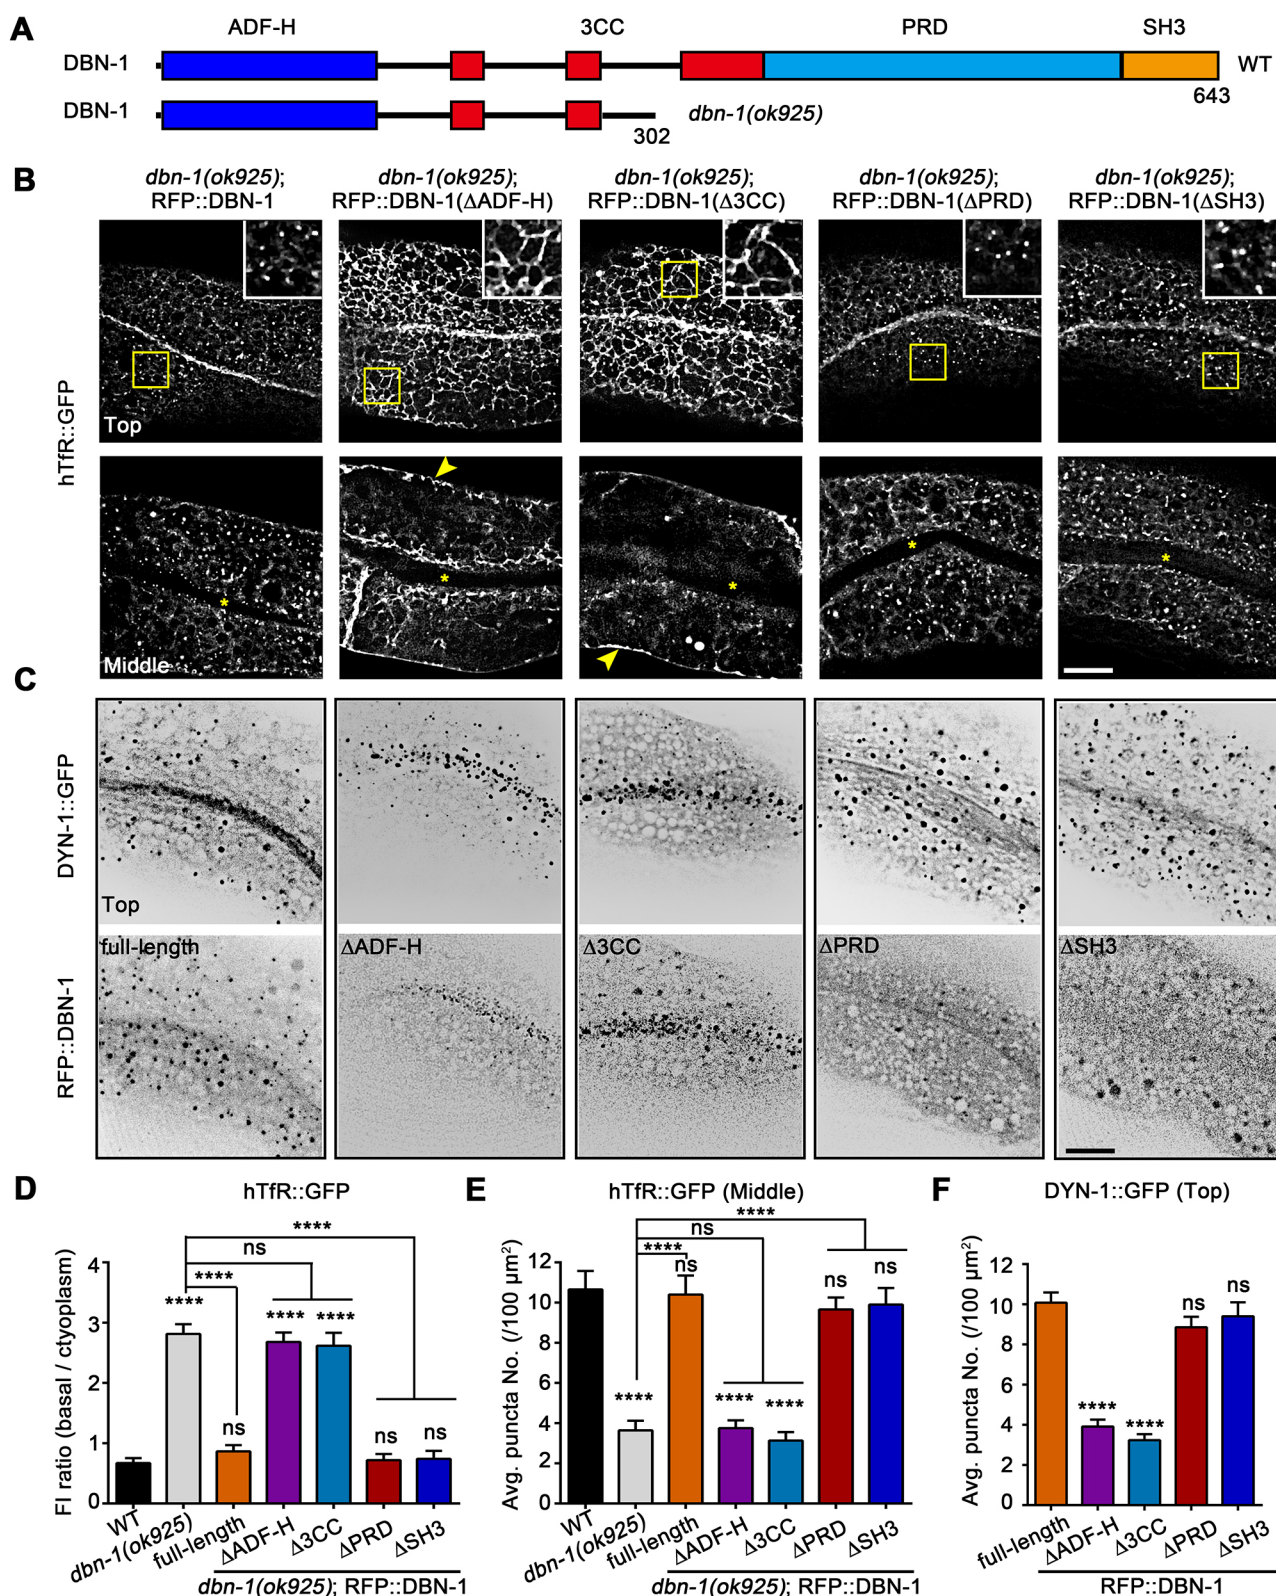 A
ADF-H 3CC PRD SH3
DBN-1 WT
643
DBN-1 dbn-1(ok925)
302
B
dbn-1(ok925); RFP::DBN-1
dbn-1(ok925); RFP::DBN-1(ΔADF-H)
dbn-1(ok925); RFP::DBN-1(Δ3CC)
dbn-1(ok925); RFP::DBN-1(ΔPRD)
dbn-1(ok925); RFP::DBN-1(ΔSH3)
hTfR::GFP
Top
* * * * *
Middle
C
DYN-1::GFP
Top
RFP::DBN-1
full-length ΔADF-H Δ3CC ΔPRD ΔSH3
D
hTfR::GFP
FI ratio (basal / ctyoplasm)
4
3
2
1
0
****
ns
****
**** ns **** **** ns ns
WT dbn-1(ok925) full-length ΔADF-H Δ3CC ΔPRD ΔSH3
dbn-1(ok925); RFP::DBN-1
E
hTfR::GFP (Middle)
Avg. puncta No. (/100 μm²)
12
10
8
6
4
2
0
****
ns
****
**** ns **** **** ns ns
WT dbn-1(ok925) full-length ΔADF-H Δ3CC ΔPRD ΔSH3
dbn-1(ok925); RFP::DBN-1
F
DYN-1::GFP (Top)
Avg. puncta No. (/100 μm²)
12
10
8
6
4
2
0
**** **** ns ns
full-length ΔADF-H Δ3CC ΔPRD ΔSH3
RFP::DBN-1